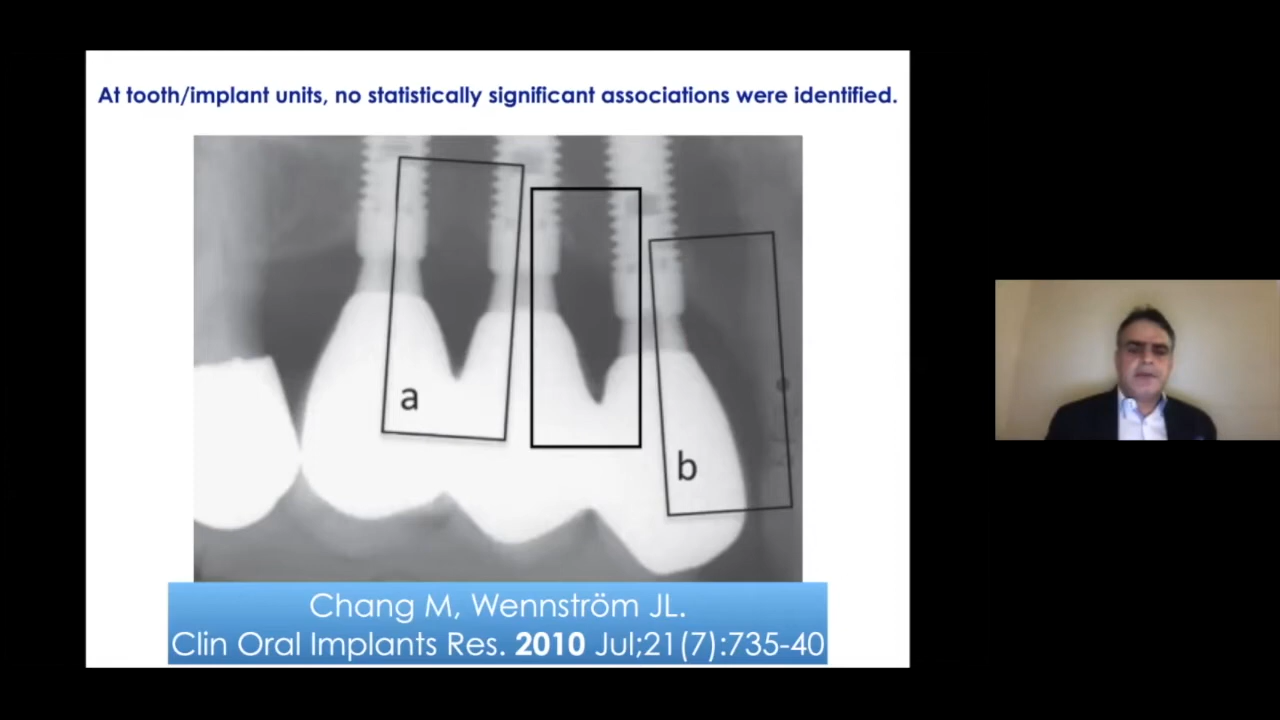 At tooth/implant units, no statistically significant associations were identified.
a
b
Chang M, Wennström JL.
Clin Oral Implants Res. 2010 Jul;21(7):735-40